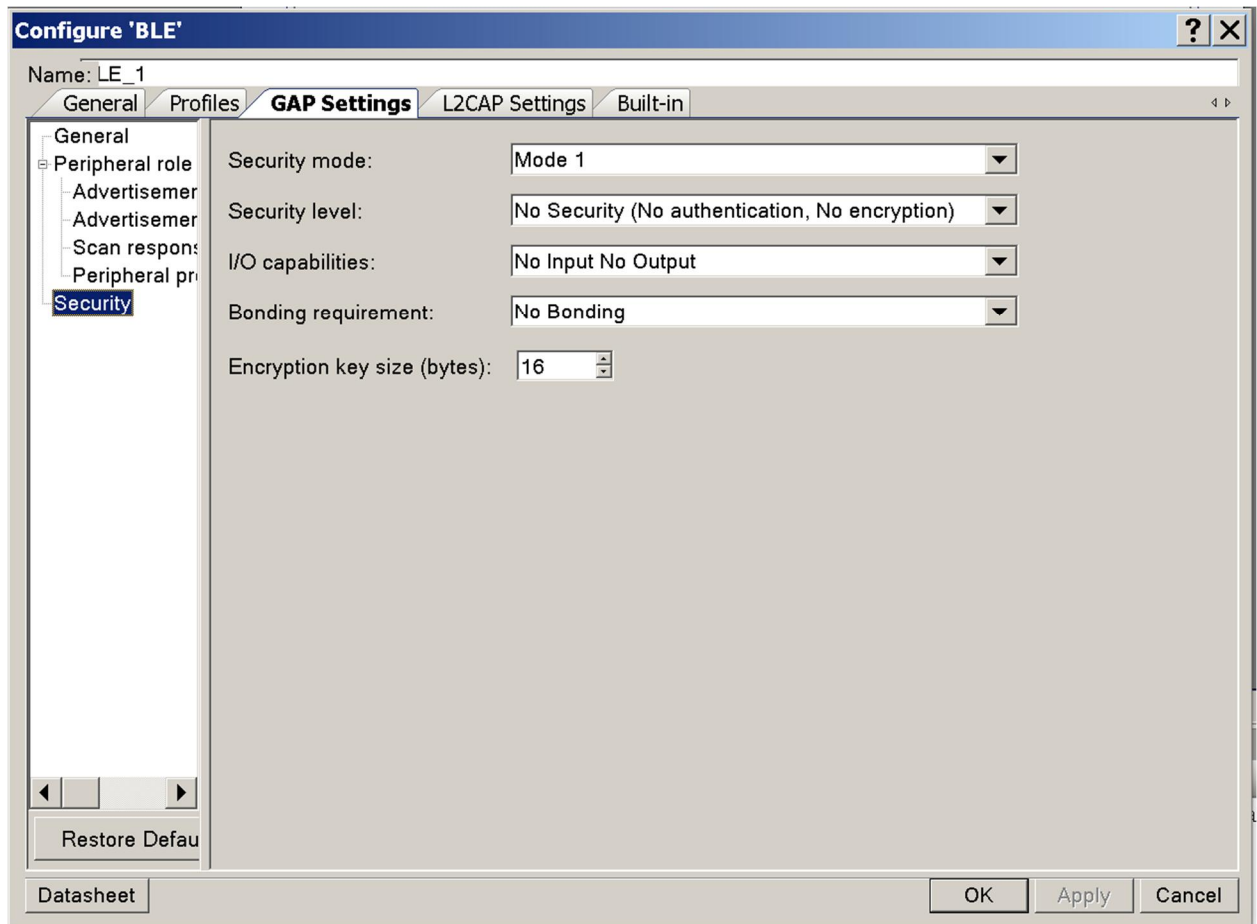 Configure 'BLE'
Name: LE_1
General Profiles GAP Settings L2CAP Settings Built-in
General
Peripheral role
Advertisemer
Advertisemer
Scan respons
Peripheral pr
Security
Security mode: Mode 1
Security level: No Security (No authentication, No encryption)
I/O capabilities: No Input No Output
Bonding requirement: No Bonding
Encryption key size (bytes): 16
Restore Defau
Datasheet OK Apply Cancel